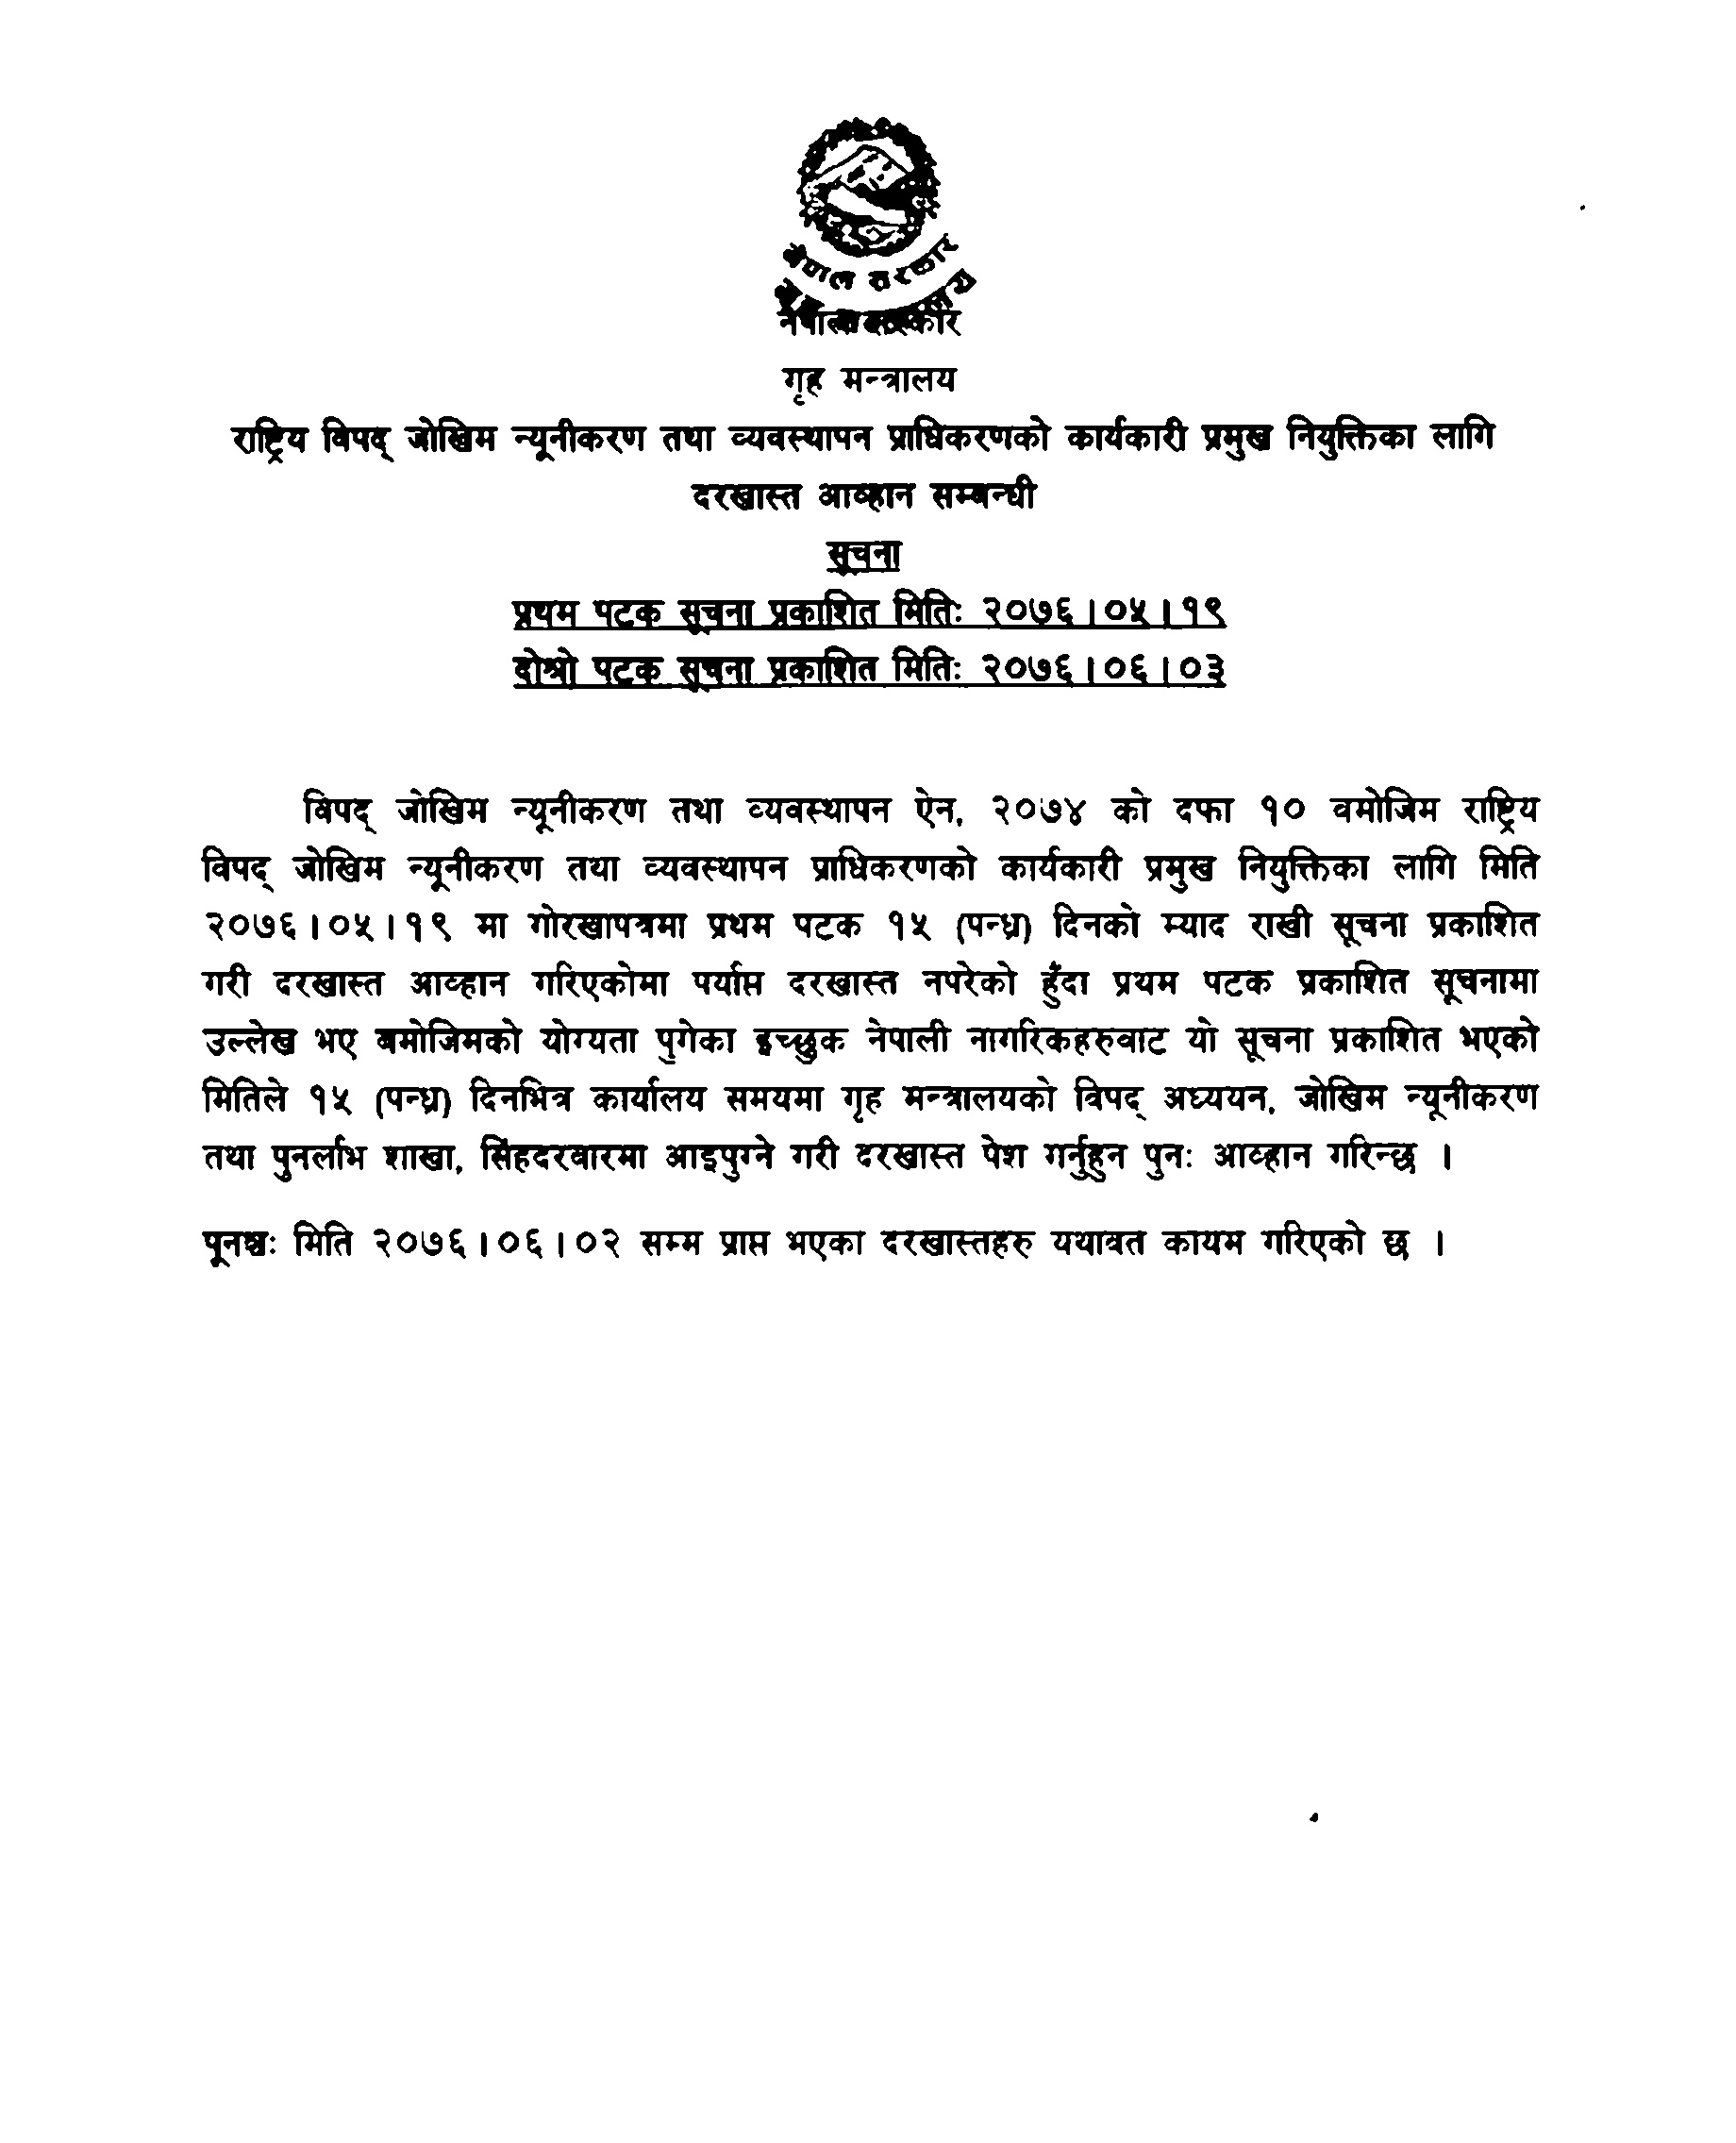 नेपाल सरकार
नेपाल सरकार
गृह मन्त्रालय
राष्ट्रिय विपद् जोखिम न्यूनीकरण तथा व्यवस्थापन प्राधिकरणको कार्यकारी प्रमुख नियुक्तिका लागि
दरखास्त आव्हान सम्बन्धी
सूचना
प्रथम पटक सूचना प्रकाशित मितिः २०७६।०५।१९
दोश्रो पटक सूचना प्रकाशित मितिः २०७६।०६।०३
विपद् जोखिम न्यूनीकरण तथा व्यवस्थापन ऐन, २०७४ को दफा १० वमोजिम राष्ट्रिय
विपद् जोखिम न्यूनीकरण तथा व्यवस्थापन प्राधिकरणको कार्यकारी प्रमुख नियुक्तिका लागि मिति
२०७६।०५।१९ मा गोरखापत्रमा प्रथम पटक १५ (पन्ध्र) दिनको म्याद राखी सूचना प्रकाशित
गरी दरखास्त आव्हान गरिएकोमा पर्याप्त दरखास्त नपरेको हुँदा प्रथम पटक प्रकाशित सूचनामा
उल्लेख भए बमोजिमको योग्यता पुगेका इच्छुक नेपाली नागरिकहरुवाट यो सूचना प्रकाशित भएको
मितिले १५ (पन्ध्र) दिनभित्र कार्यालय समयमा गृह मन्त्रालयको विपद् अध्ययन, जोखिम न्यूनीकरण
तथा पुनर्लाभ शाखा, सिंहदरवारमा आइपुग्ने गरी दरखास्त पेश गर्नुहुन पुनः आव्हान गरिन्छ ।
पूनश्चः मिति २०७६।०६।०२ सम्म प्राप्त भएका दरखास्तहरु यथावत कायम गरिएको छ ।